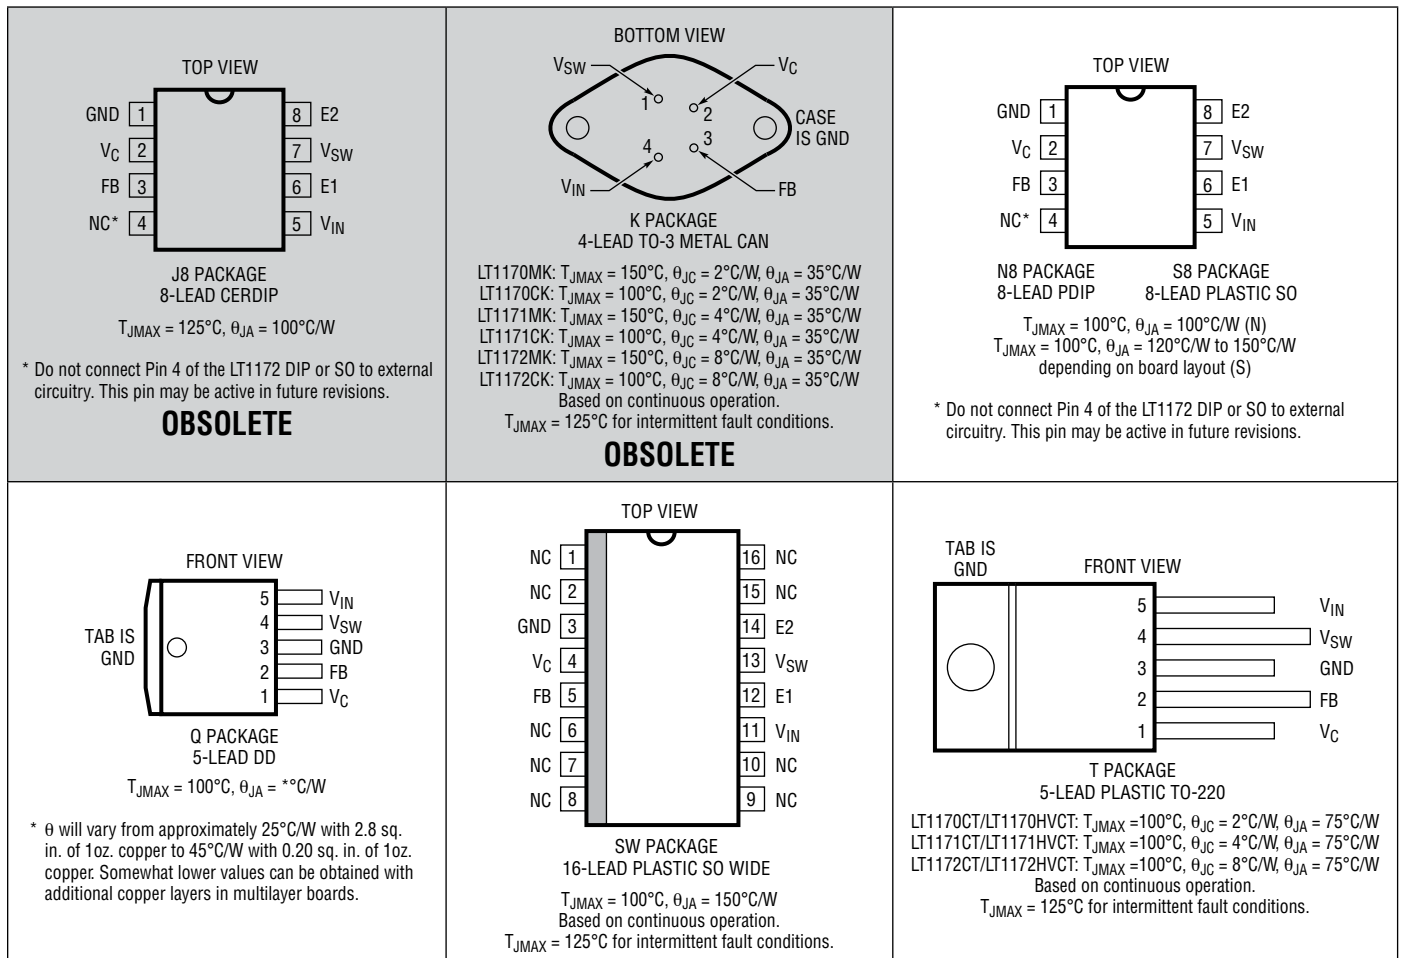 TOP VIEW
GND 1
VC 2
FB 3
NC* 4
8 E2
7 VSW
6 E1
5 VIN
J8 PACKAGE
8-LEAD CERDIP
TJMAX = 125°C, θJA = 100°C/W
* Do not connect Pin 4 of the LT1172 DIP or SO to external
circuitry. This pin may be active in future revisions.
OBSOLETE
BOTTOM VIEW
VSW
VC
1
2
CASE
IS GND
4
3
VIN
FB
K PACKAGE
4-LEAD TO-3 METAL CAN
LT1170MK: TJMAX = 150°C, θJC = 2°C/W, θJA = 35°C/W
LT1170CK: TJMAX = 100°C, θJC = 2°C/W, θJA = 35°C/W
LT1171MK: TJMAX = 150°C, θJC = 4°C/W, θJA = 35°C/W
LT1171CK: TJMAX = 100°C, θJC = 4°C/W, θJA = 35°C/W
LT1172MK: TJMAX = 150°C, θJC = 8°C/W, θJA = 35°C/W
LT1172CK: TJMAX = 100°C, θJC = 8°C/W, θJA = 35°C/W
Based on continuous operation.
TJMAX = 125°C for intermittent fault conditions.
OBSOLETE
TOP VIEW
GND 1
VC 2
FB 3
NC* 4
8 E2
7 VSW
6 E1
5 VIN
N8 PACKAGE
8-LEAD PDIP
S8 PACKAGE
8-LEAD PLASTIC SO
TJMAX = 100°C, θJA = 100°C/W (N)
TJMAX = 100°C, θJA = 120°C/W to 150°C/W
depending on board layout (S)
* Do not connect Pin 4 of the LT1172 DIP or SO to external
circuitry. This pin may be active in future revisions.
FRONT VIEW
TAB IS
GND
5 VIN
4 VSW
3 GND
2 FB
1 VC
Q PACKAGE
5-LEAD DD
TJMAX = 100°C, θJA = *°C/W
* θ will vary from approximately 25°C/W with 2.8 sq.
in. of 1oz. copper to 45°C/W with 0.20 sq. in. of 1oz.
copper. Somewhat lower values can be obtained with
additional copper layers in multilayer boards.
TOP VIEW
NC 1
NC 2
GND 3
VC 4
FB 5
NC 6
NC 7
NC 8
16 NC
15 NC
14 E2
13 VSW
12 E1
11 VIN
10 NC
9 NC
SW PACKAGE
16-LEAD PLASTIC SO WIDE
TJMAX = 100°C, θJA = 150°C/W
Based on continuous operation.
TJMAX = 125°C for intermittent fault conditions.
TAB IS
GND
FRONT VIEW
5 VIN
4 VSW
3 GND
2 FB
1 VC
T PACKAGE
5-LEAD PLASTIC TO-220
LT1170CT/LT1170HVCT: TJMAX =100°C, θJC = 2°C/W, θJA = 75°C/W
LT1171CT/LT1171HVCT: TJMAX =100°C, θJC = 4°C/W, θJA = 75°C/W
LT1172CT/LT1172HVCT: TJMAX =100°C, θJC = 8°C/W, θJA = 75°C/W
Based on continuous operation.
TJMAX = 125°C for intermittent fault conditions.